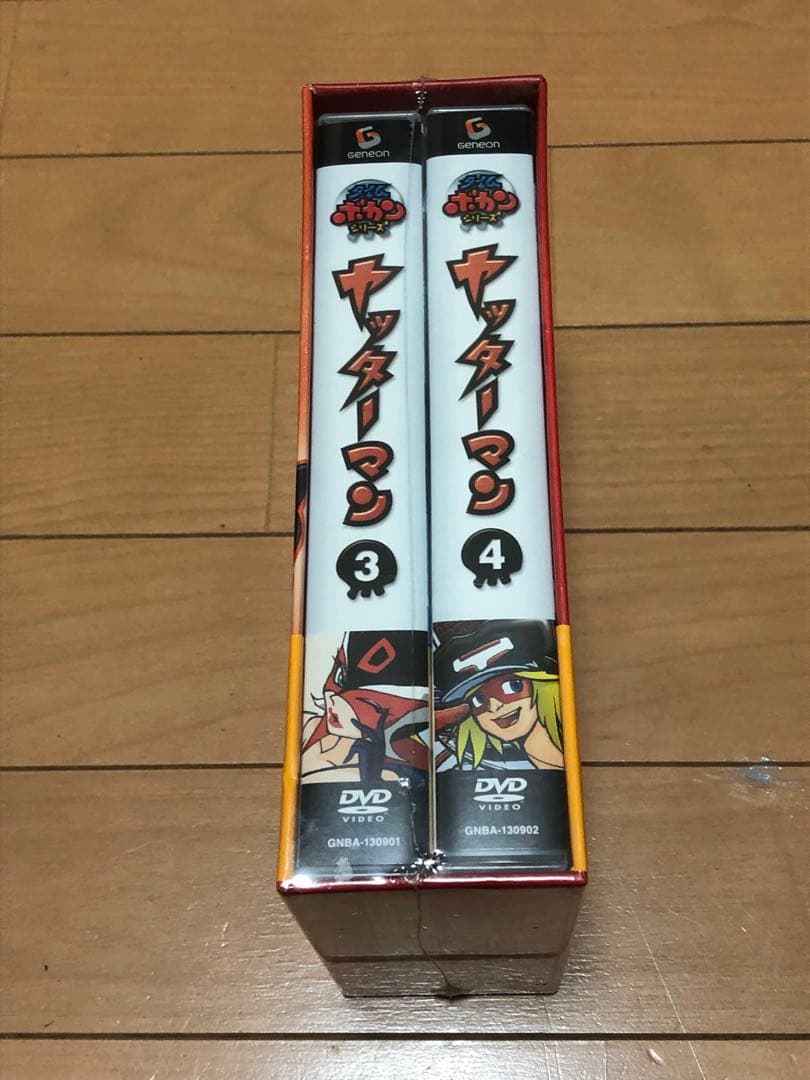 G
Geneon
タイム
ボカン
シリーズ
ヤッターマン
3
D
DVD
VIDEO
GNBA-130901
G
Geneon
タイム
ボカン
シリーズ
ヤッターマン
4
DVD
VIDEO
GNBA-130902